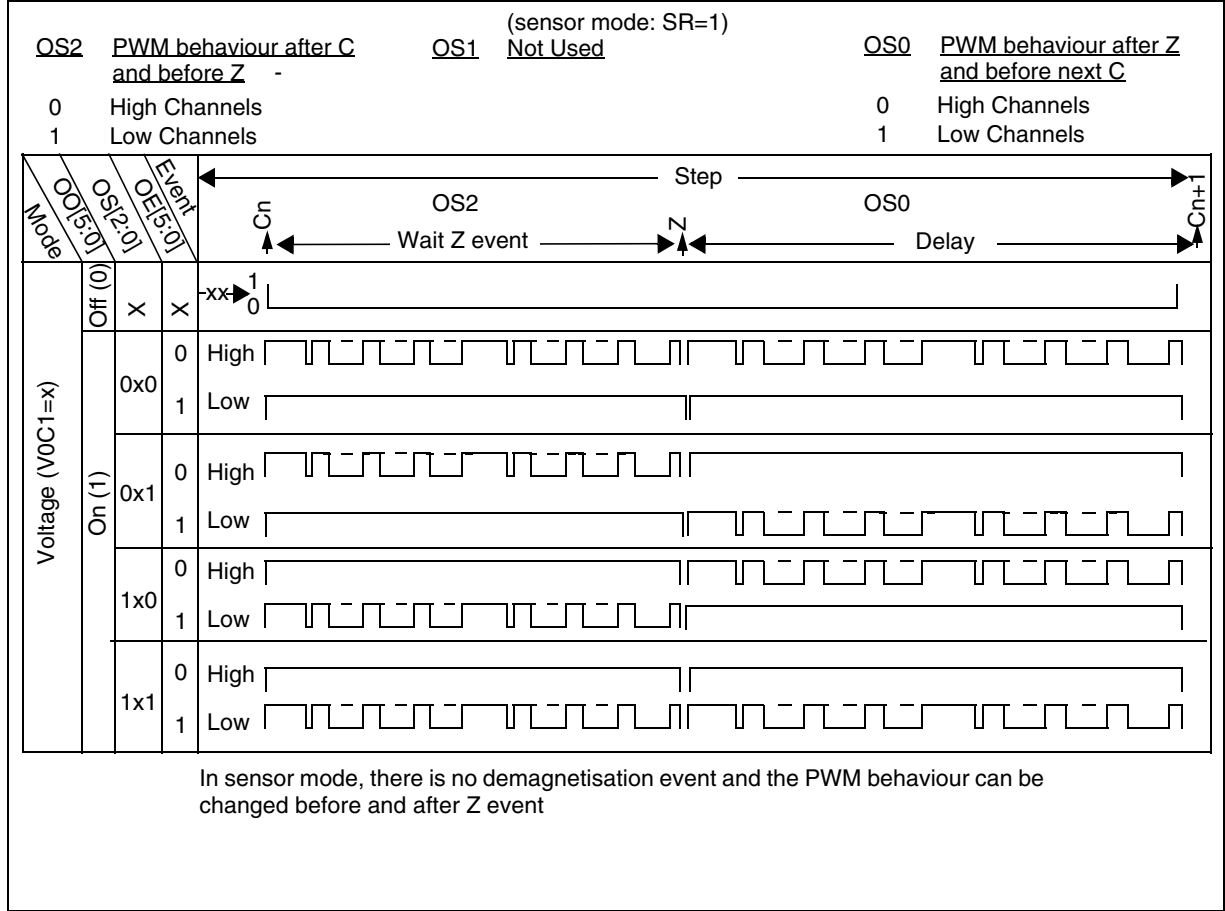 (sensor mode: SR=1)
OS2 PWM behaviour after C and before Z -
0 High Channels
1 Low Channels
OS1 Not Used
OS0 PWM behaviour after Z and before next C
0 High Channels
1 Low Channels
Mode
OO[5:0]
OS[2:0]
OE[5:0]
Event
Step
Cn
OS2
Wait Z event
Z
OS0
Delay
Cn+1
Voltage (V0C1=x)
Off (0)
X
X
xx
1
0
On (1)
0x0
0 High
1 Low
0x1
0 High
1 Low
1x0
0 High
1 Low
1x1
0 High
1 Low
In sensor mode, there is no demagnetisation event and the PWM behaviour can be
changed before and after Z event